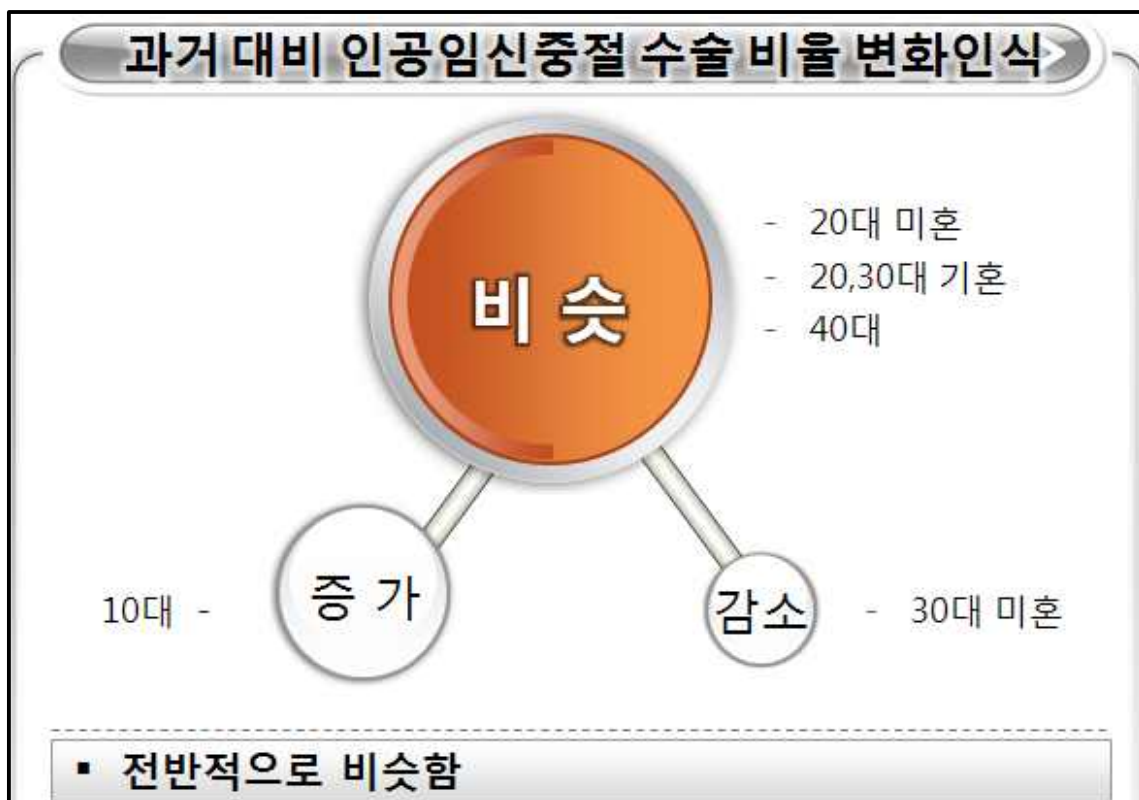 과거 대비 인공임신중절 수술 비율 변화인식
비 슷
- 20대 미혼
- 20,30대 기혼
- 40대
증 가
10대 -
감소
- 30대 미혼
▪ 전반적으로 비슷함